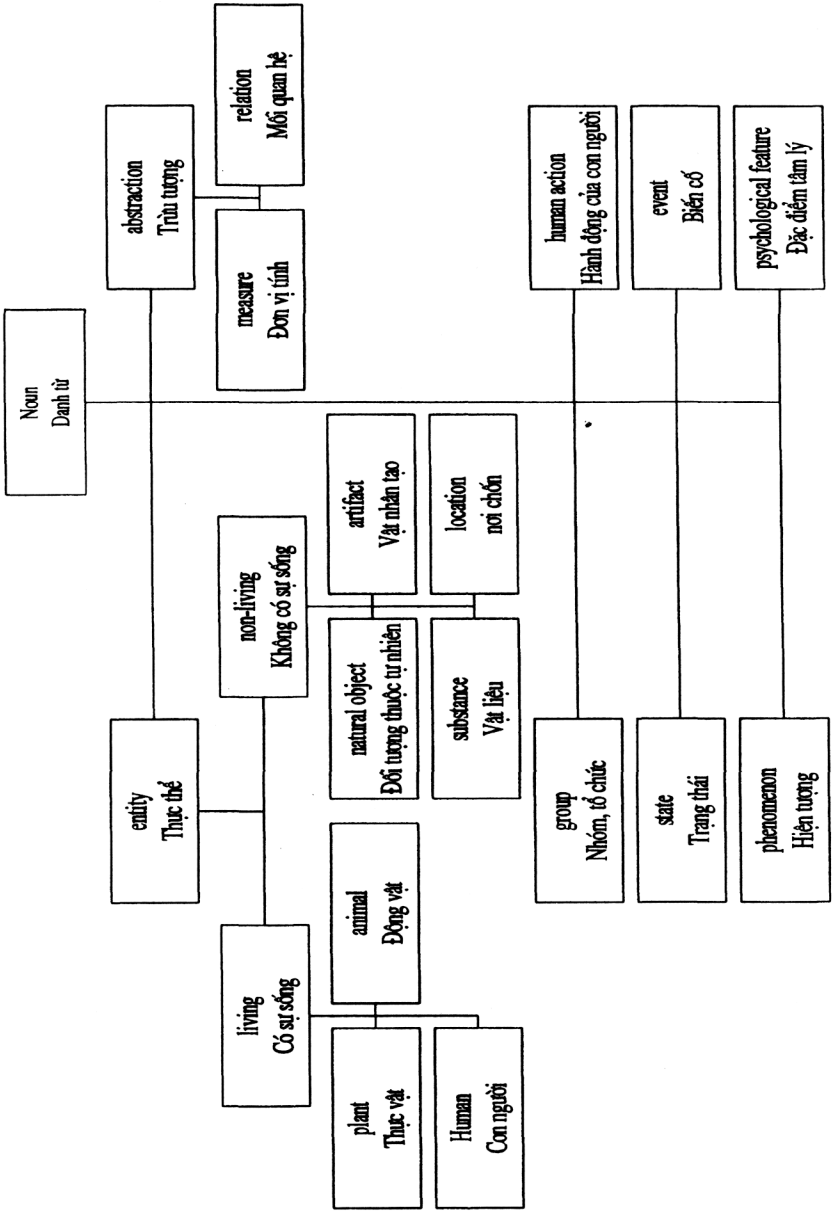 Noun
Danh từ
entity
Thực thể
abstraction
Trừu tượng
living
Có sự sống
non-living
Không có sự sống
measure
Đơn vị tính
relation
Mối quan hệ
plant
Thực vật
animal
Động vật
natural object
Đối tượng thuộc tự nhiên
artifact
Vật nhân tạo
Human
Con người
substance
Vật liệu
location
nơi chốn
group
Nhóm, tổ chức
human action
Hành động của con người
state
Trạng thái
event
Biến cố
phenomenon
Hiện tượng
psychological feature
Đặc điểm tâm lý